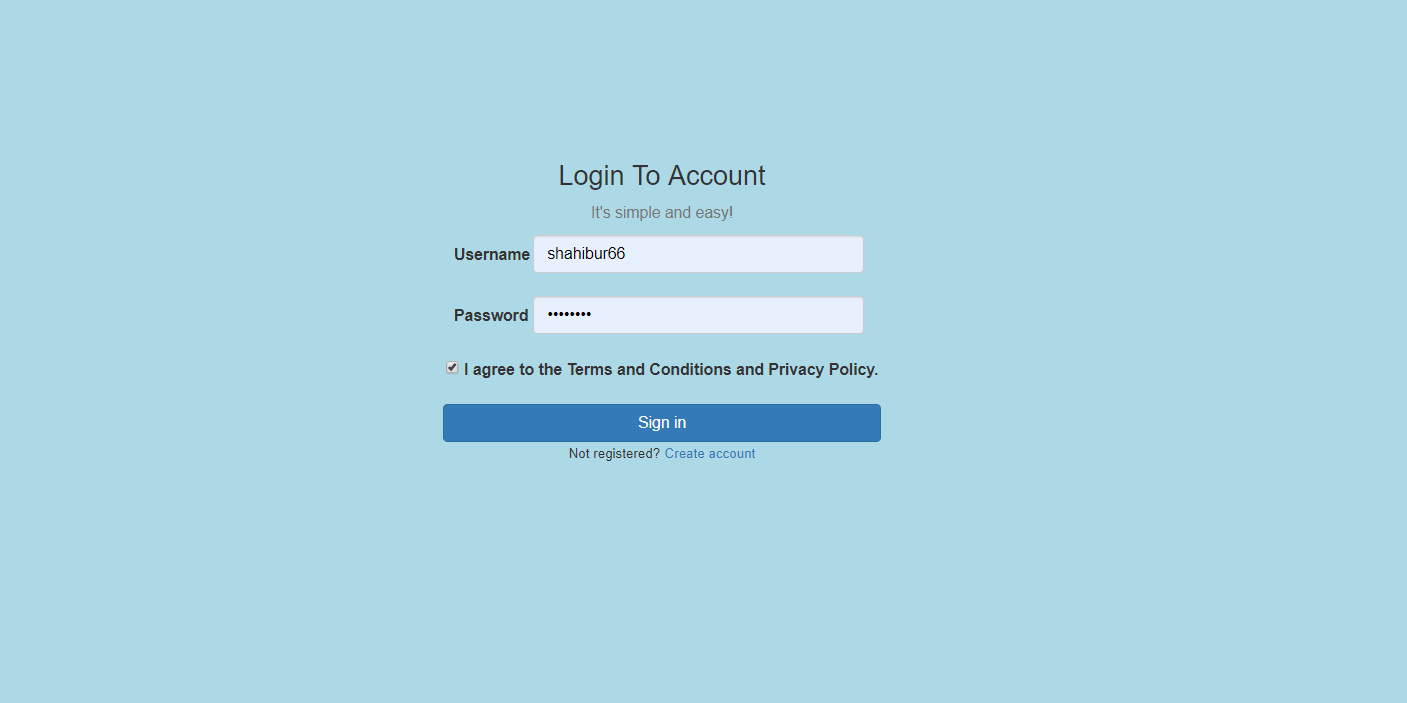 Login To Account
It's simple and easy!
Username shahibur66
Password ••••••••
I agree to the Terms and Conditions and Privacy Policy.
Sign in
Not registered? Create account